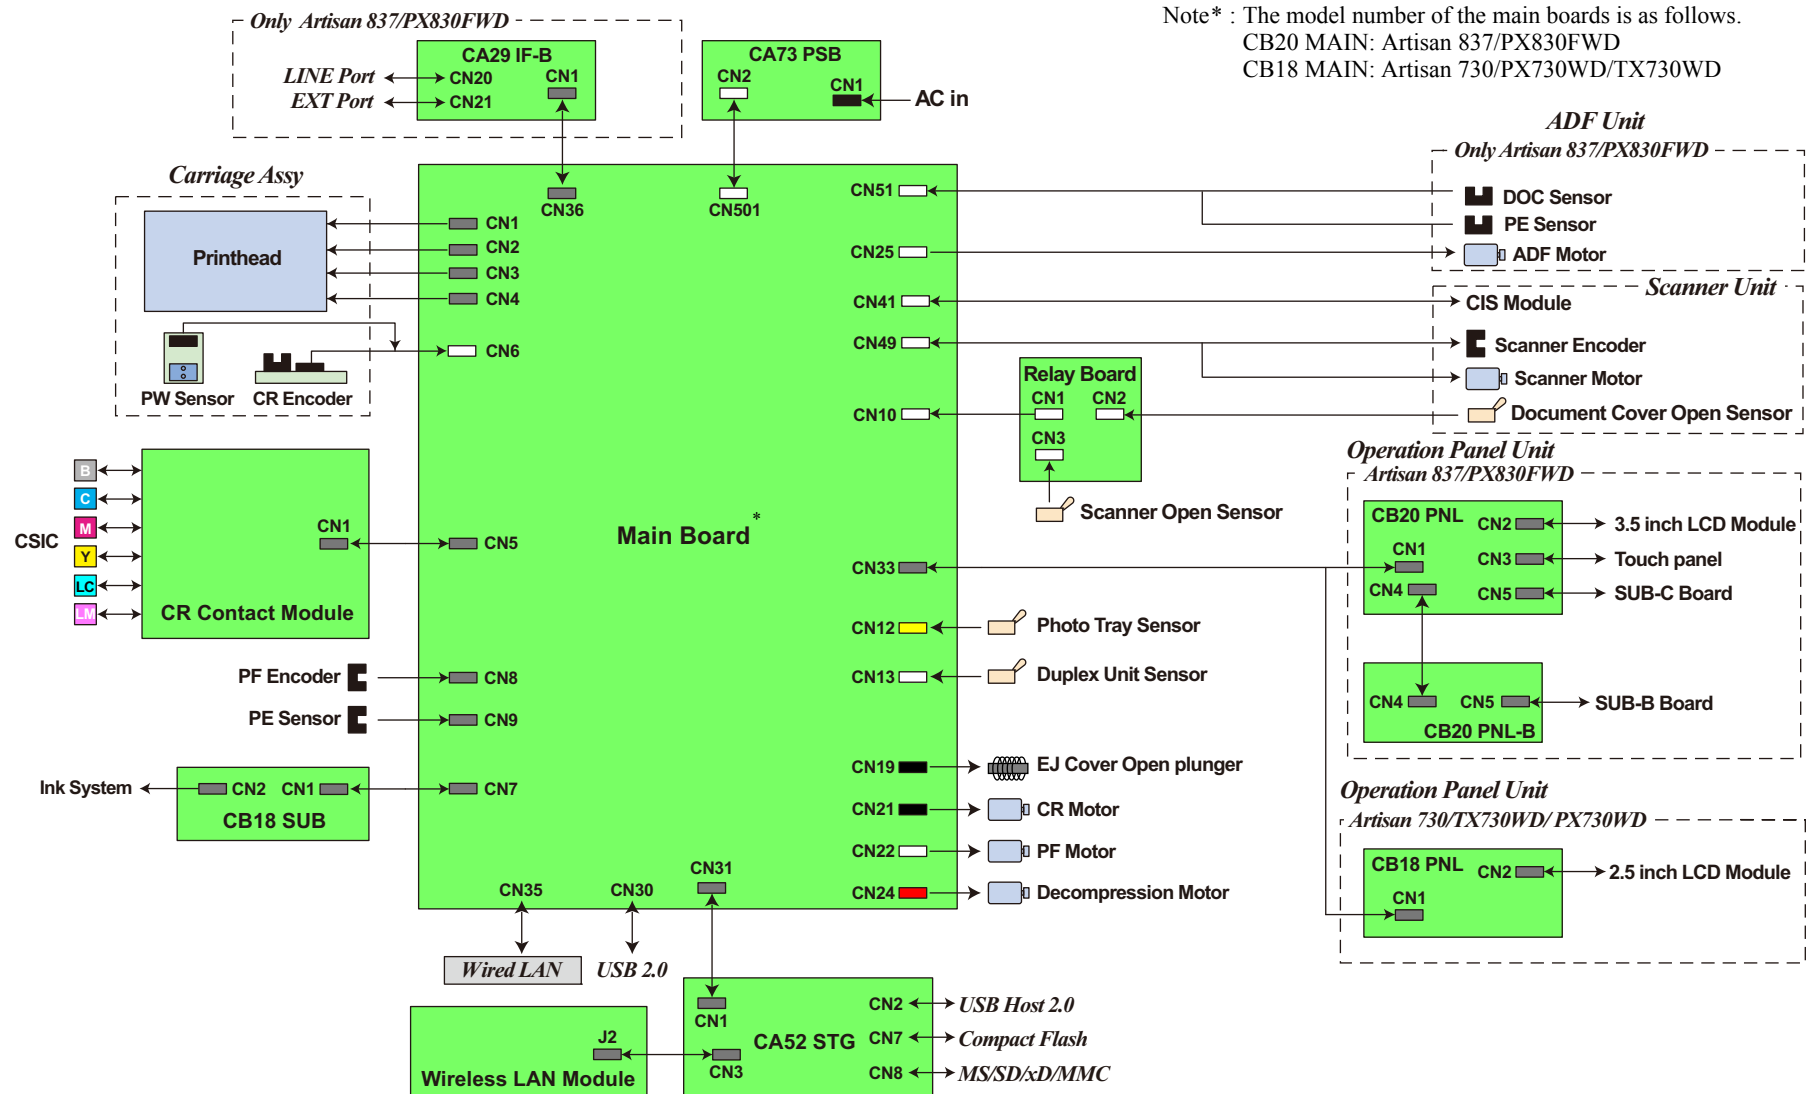 Note* : The model number of the main boards is as follows.
CB20 MAIN: Artisan 837/PX830FWD
CB18 MAIN: Artisan 730/PX730WD/TX730WD
Only Artisan 837/PX830FWD
CA29 IF-B
LINE Port
CN20
CN1
EXT Port
CN21
CA73 PSB
CN2
CN1
AC in
Carriage Assy
Printhead
PW Sensor
CR Encoder
CN36
CN501
CN1
CN2
CN3
CN4
CN6
CSIC
B
C
M
Y
LC
LM
CN1
CR Contact Module
CN5
Main Board*
PF Encoder
CN8
PE Sensor
CN9
Ink System
CN2
CN1
CB18 SUB
CN7
CN35
CN30
CN31
Wired LAN
USB 2.0
J2
Wireless LAN Module
CN1
CN3
CA52 STG
CN2
USB Host 2.0
CN7
Compact Flash
CN8
MS/SD/xD/MMC
ADF Unit
Only Artisan 837/PX830FWD
CN51
DOC Sensor
PE Sensor
CN25
ADF Motor
Scanner Unit
CN41
CIS Module
CN49
Scanner Encoder
Scanner Motor
Relay Board
CN10
CN1
CN2
Document Cover Open Sensor
CN3
Scanner Open Sensor
CN33
CN12
Photo Tray Sensor
CN13
Duplex Unit Sensor
CN19
EJ Cover Open plunger
CN21
CR Motor
CN22
PF Motor
CN24
Decompression Motor
Operation Panel Unit
Artisan 837/PX830FWD
CB20 PNL
CN2
3.5 inch LCD Module
CN1
CN3
Touch panel
CN4
CN5
SUB-C Board
CN4
CN5
SUB-B Board
CB20 PNL-B
Operation Panel Unit
Artisan 730/TX730WD/ PX730WD
CB18 PNL
CN2
2.5 inch LCD Module
CN1